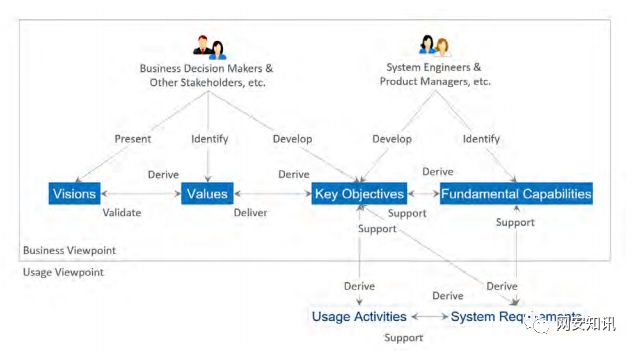 Business Decision Makers &
Other Stakeholders, etc.
System Engineers &
Product Managers, etc.
Present
Identify
Develop
Develop
Identify
Derive
Derive
Derive
Visions
Values
Key Objectives
Fundamental Capabilities
Validate
Deliver
Support
Support
Support
Business Viewpoint
Usage Viewpoint
Derive
Derive
Derive
Usage Activities
System Requirements
Support
网安知讯